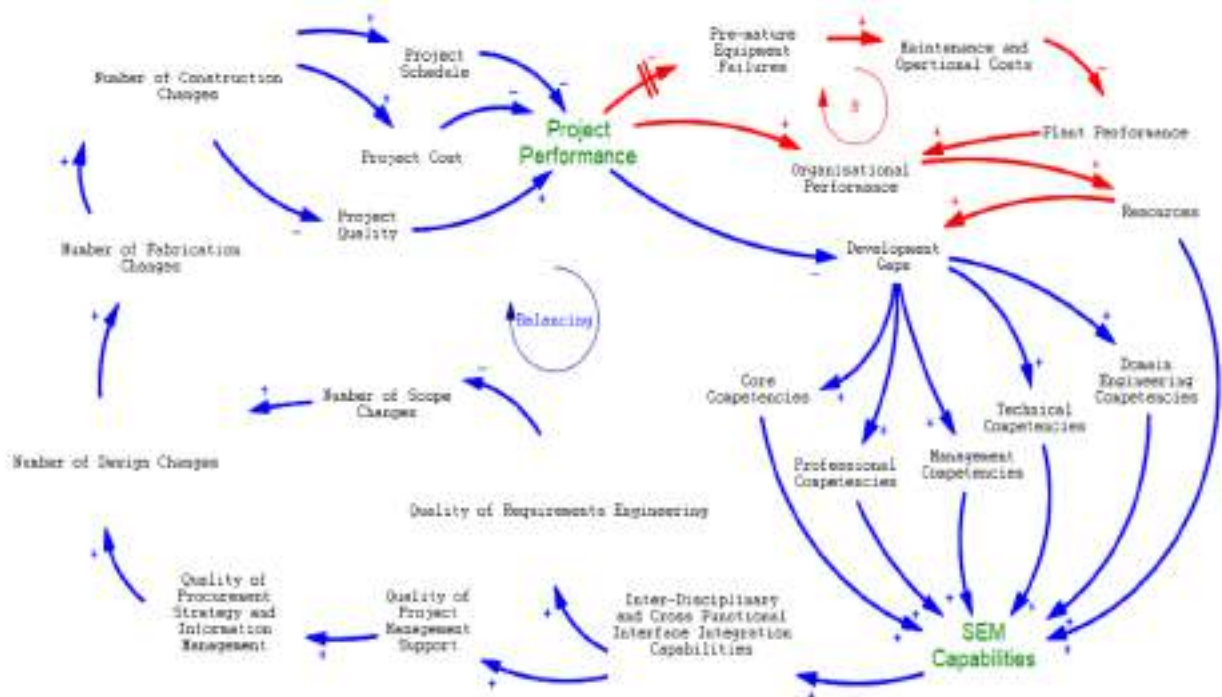 Pre-mature
Equipment
Failures
Maintenance and
Opertional Costs
Project
Schedule
Number of Construction
Changes
Project
Performance
Project Cost
Plant Performance
Organisational
Performance
Resources
Project
Quality
Number of Fabrication
Changes
Development
Gaps
Balancing
Core
Competencies
Domain
Engineering
Competencies
Number of Scope
Changes
Technical
Competencies
Number of Design Changes
Professional
Competencies
Management
Competencies
Quality of Requirements Engineering
Quality of
Procurement
Strategy and
Information
Management
Quality of
Project
Management
Support
Inter-Disciplinary
and Cross Functional
Interface Integration
Capabilities
SEM
Capabilities